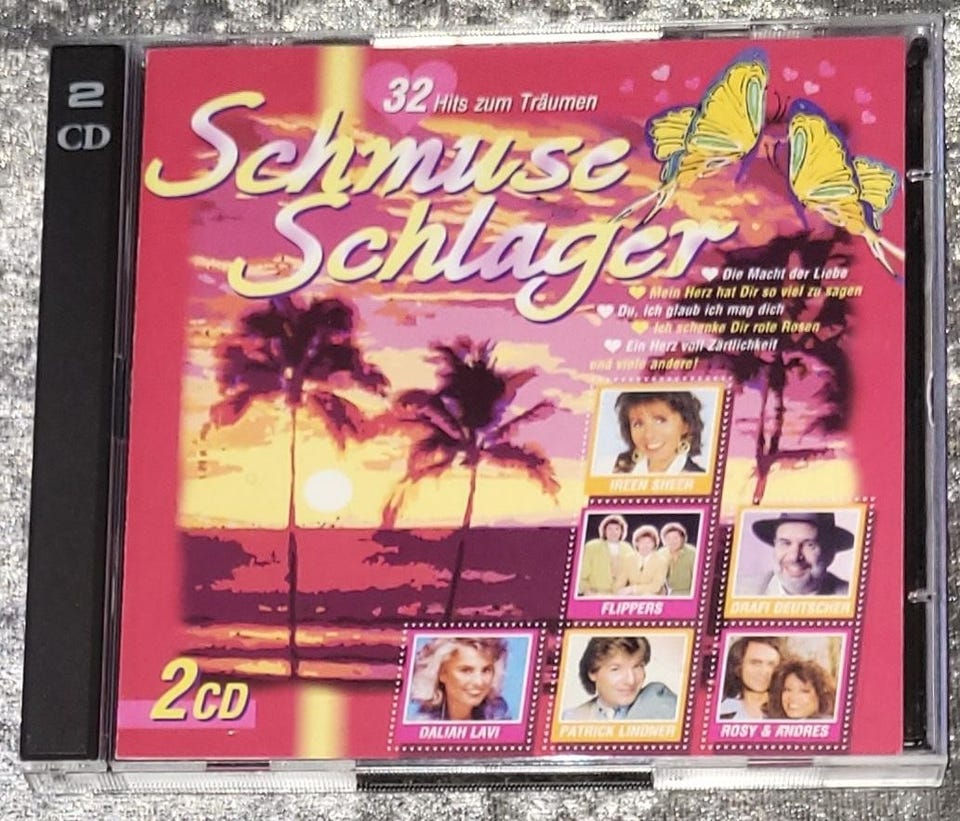 2
CD
32 Hits zum Träumen
Schmuse
Schlager
Die Macht der Liebe
Mein Herz hat Dir so viel zu sagen
Du, ich glaub ich mag dich
Ich schenke Dir rote Rosen
Ein Herz voll Zärtlichkeit
und viele andere!
IREEN SHEER
FLIPPERS
DRAFI DEUTSCHER
2CD
DALIAH LAVI
PATRICK LINDNER
ROSY & ANDRES